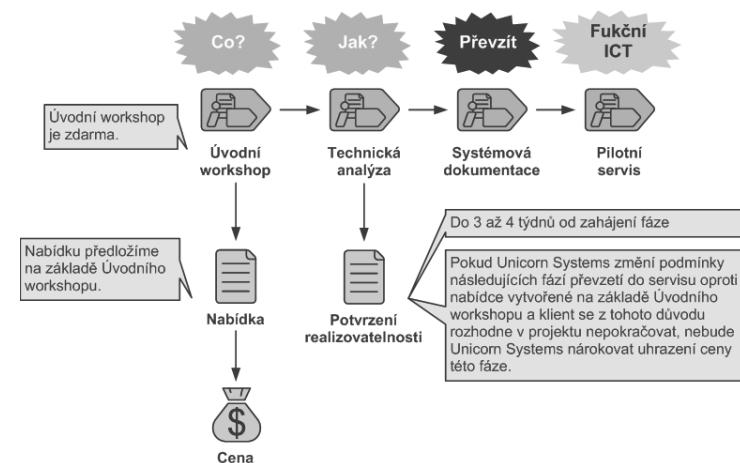 Co?
Jak?
Převzít
Fukční
ICT
Úvodní workshop
je zdarma.
Úvodní
workshop
Technická
analýza
Systémová
dokumentace
Pilotní
servis
Nabídku předložíme
na základě Úvodního
workshopu.
Nabídka
Potvrzení
realizovatelnosti
Do 3 až 4 týdnů od zahájení fáze
Pokud Unicorn Systems změní podmínky
následujících fází převzetí do servisu oproti
nabídce vytvořené na základě Úvodního
workshopu a klient se z tohoto důvodu
rozhodne v projektu nepokračovat, nebude
Unicorn Systems nárokovat uhrazení ceny
této fáze.
$
Cena